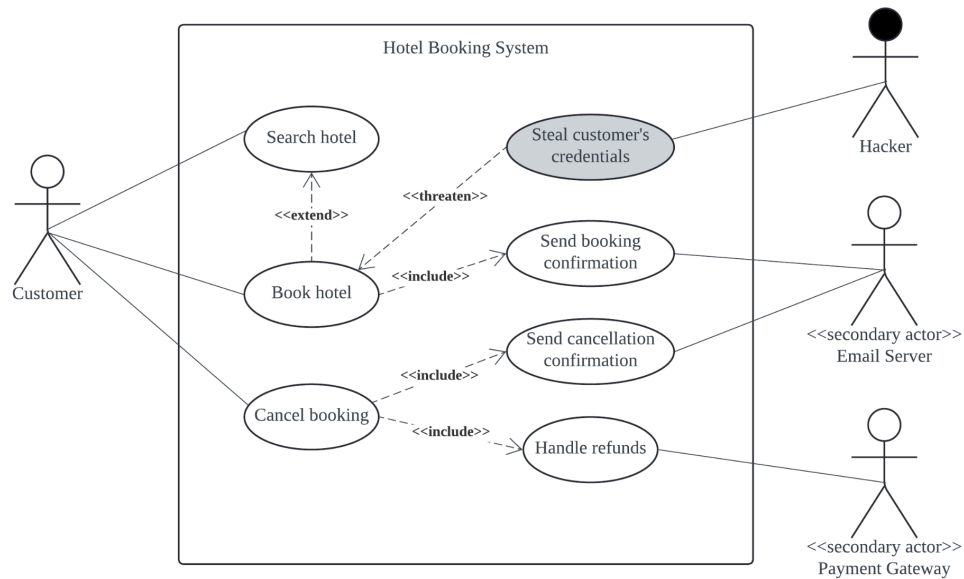 Hotel Booking System
Search hotel
Steal customer's
credentials
Hacker
<<threaten>>
<<extend>>
Send booking
confirmation
<<include>>
Book hotel
Customer
Send cancellation
confirmation
<<secondary actor>>
Email Server
<<include>>
Cancel booking
<<include>>
Handle refunds
<<secondary actor>>
Payment Gateway